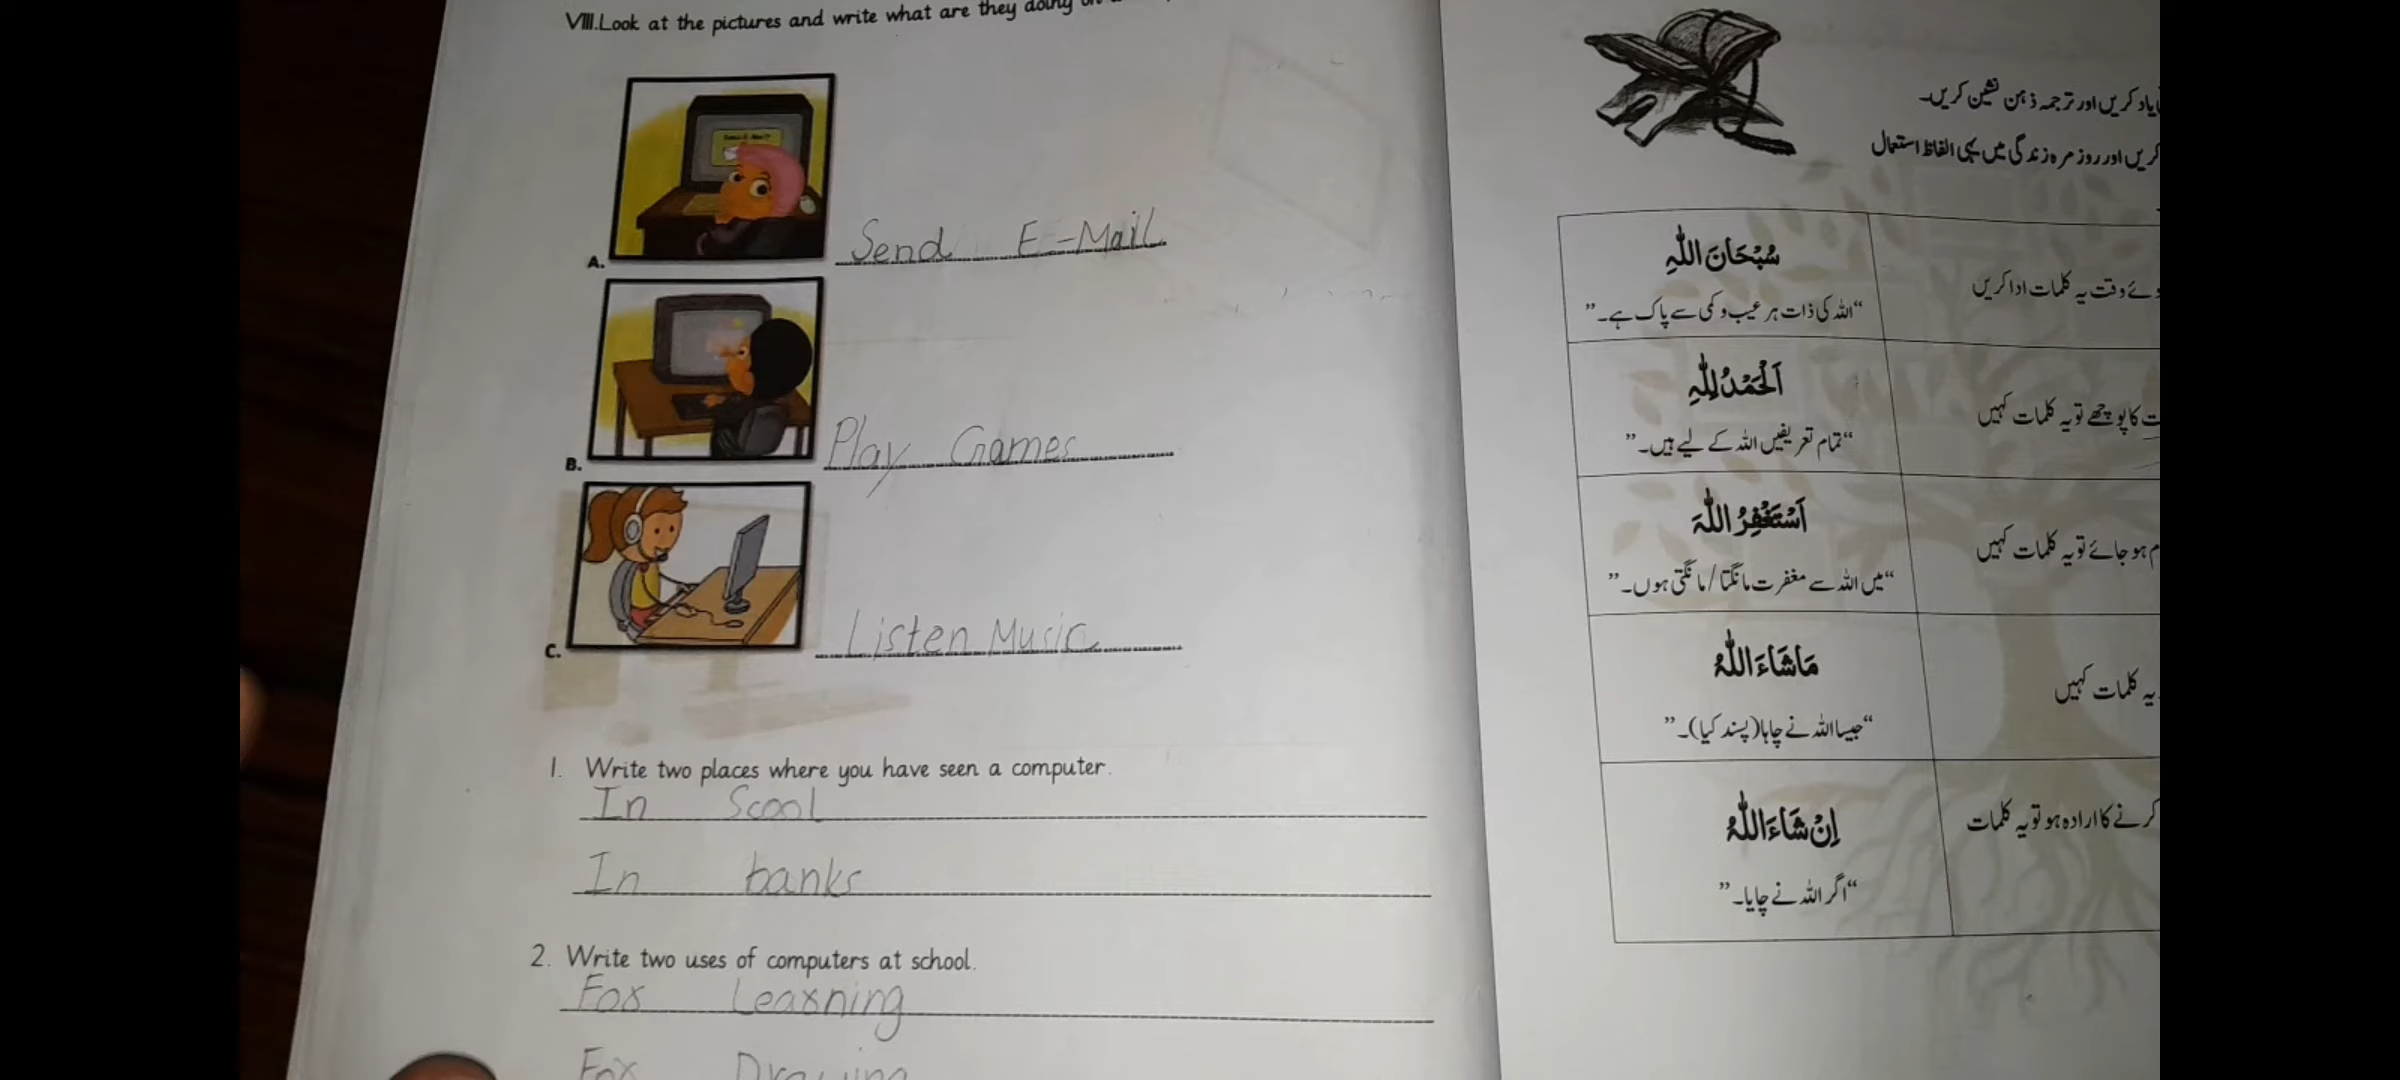 VIII.Look at the pictures and write what are they doing on
A.
Send E-Mail
B.
Play Games
C.
Listen Music
1. Write two places where you have seen a computer.
In Scool
In banks
2. Write two uses of computers at school.
For Learning
For Drawing
یاد کریں اور ترجمہ ذہن نشین کریں۔
کریں اور روزمرہ زندگی میں یہی الفاظ استعمال
سُبْحَانَ اللّٰهِ
“اللہ کی ذات ہر عیب و کمی سے پاک ہے۔”
وقت یہ کلمات ادا کریں
اَلْحَمْدُ لِلّٰهِ
“تمام تعریفیں اللہ کے لیے ہیں۔”
کا پوچھے تو یہ کلمات کہیں
اَسْتَغْفِرُ اللّٰهَ
“میں اللہ سے مغفرت مانگتا/مانگتی ہوں۔”
ہو جائے تو یہ کلمات کہیں
مَاشَاءَ اللّٰهُ
“جیسا اللہ نے چاہا (پسند کیا)۔”
یہ کلمات کہیں
اِنْ شَاءَ اللّٰهُ
“اگر اللہ نے چاہا۔”
کرنے کا ارادہ ہو تو یہ کلمات